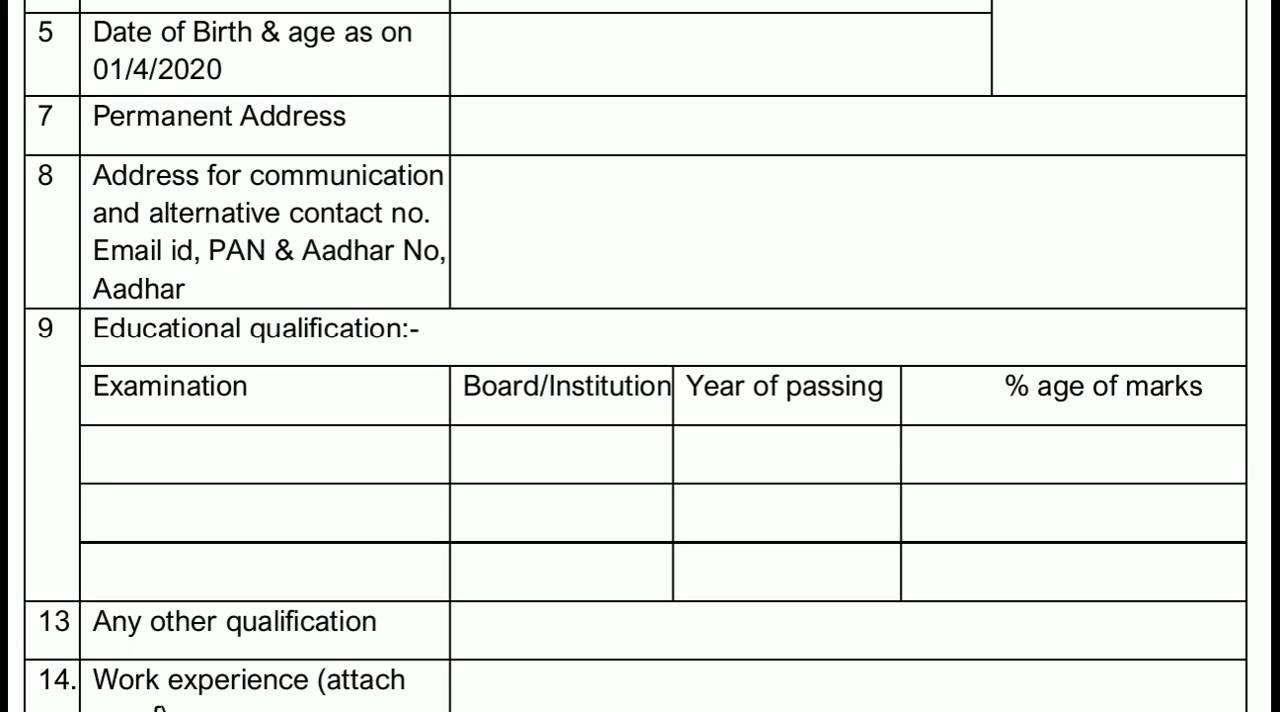 5 Date of Birth & age as on
01/4/2020
7 Permanent Address
8 Address for communication
and alternative contact no.
Email id, PAN & Aadhar No,
Aadhar
9 Educational qualification:-
Examination Board/Institution Year of passing % age of marks
13 Any other qualification
14. Work experience (attach